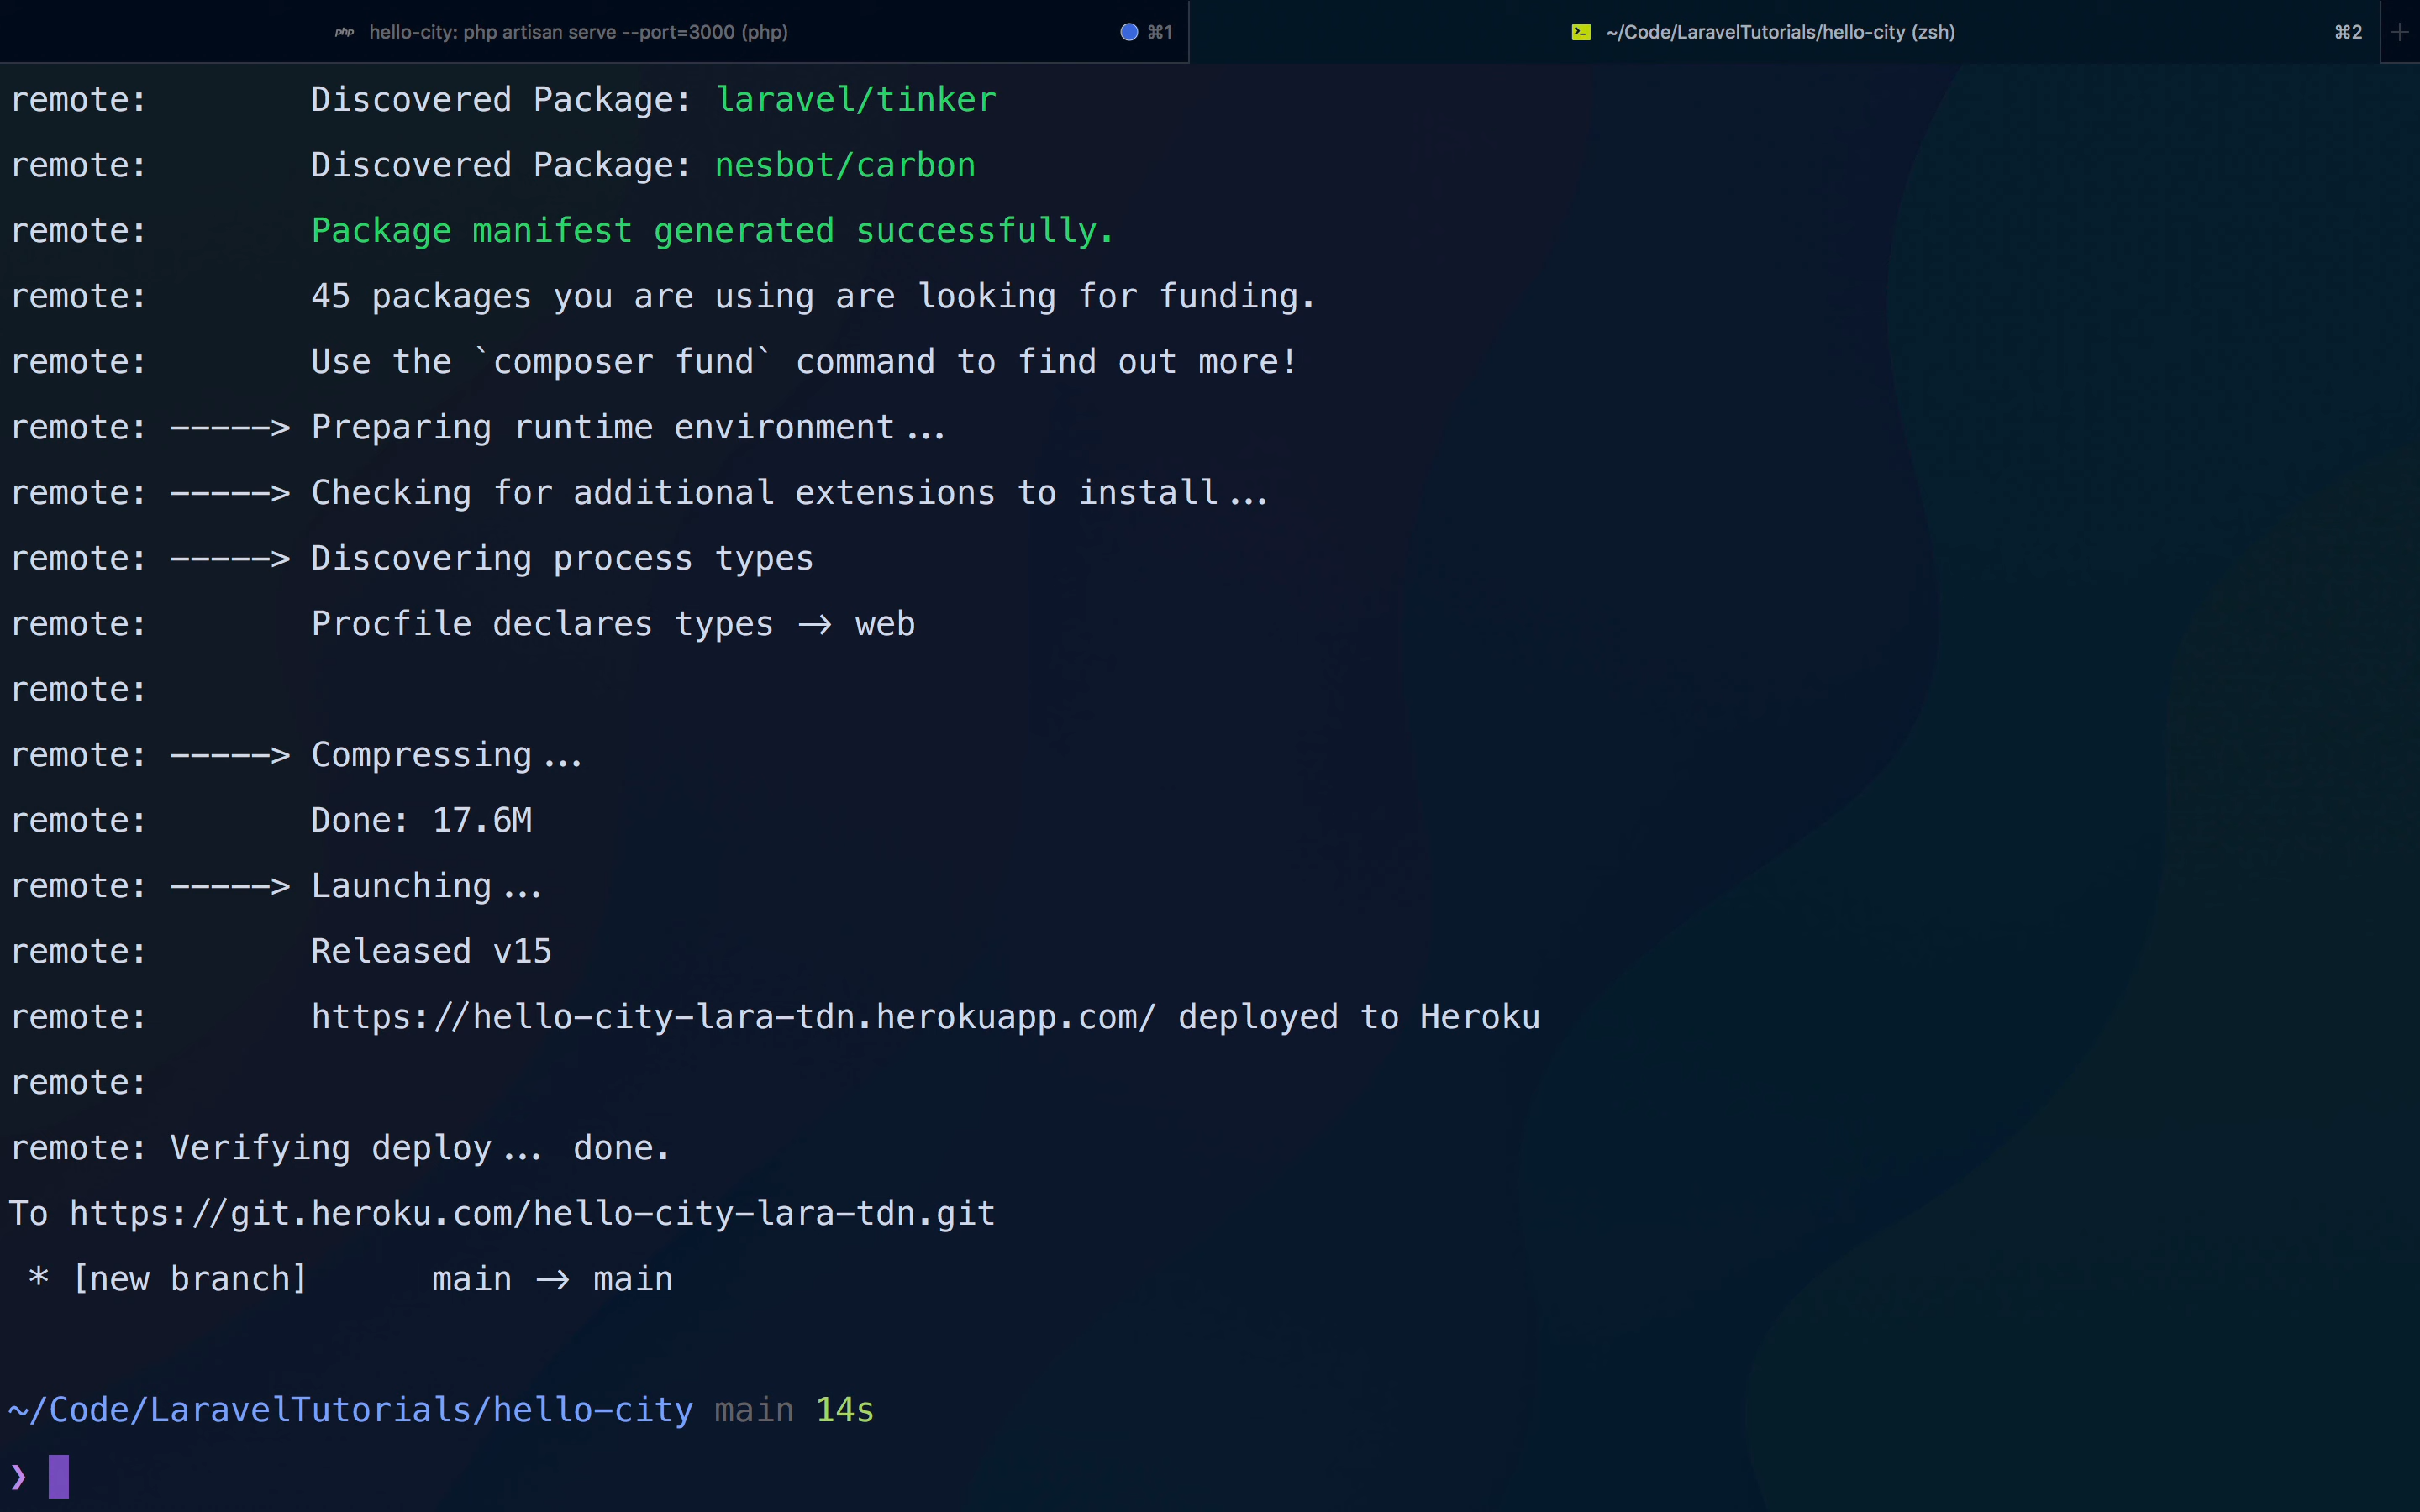 php hello-city: php artisan serve --port=3000 (php) ⌘1 ~/Code/LaravelTutorials/hello-city (zsh) ⌘2 +
remote:        Discovered Package: laravel/tinker
remote:        Discovered Package: nesbot/carbon
remote:        Package manifest generated successfully.
remote:        45 packages you are using are looking for funding.
remote:        Use the `composer fund` command to find out more!
remote: -----> Preparing runtime environment...
remote: -----> Checking for additional extensions to install...
remote: -----> Discovering process types
remote:        Procfile declares types -> web
remote:
remote: -----> Compressing...
remote:        Done: 17.6M
remote: -----> Launching...
remote:        Released v15
remote:        https://hello-city-lara-tdn.herokuapp.com/ deployed to Heroku
remote:
remote: Verifying deploy... done.
To https://git.heroku.com/hello-city-lara-tdn.git
 * [new branch]      main -> main
~/Code/LaravelTutorials/hello-city main 14s
❯